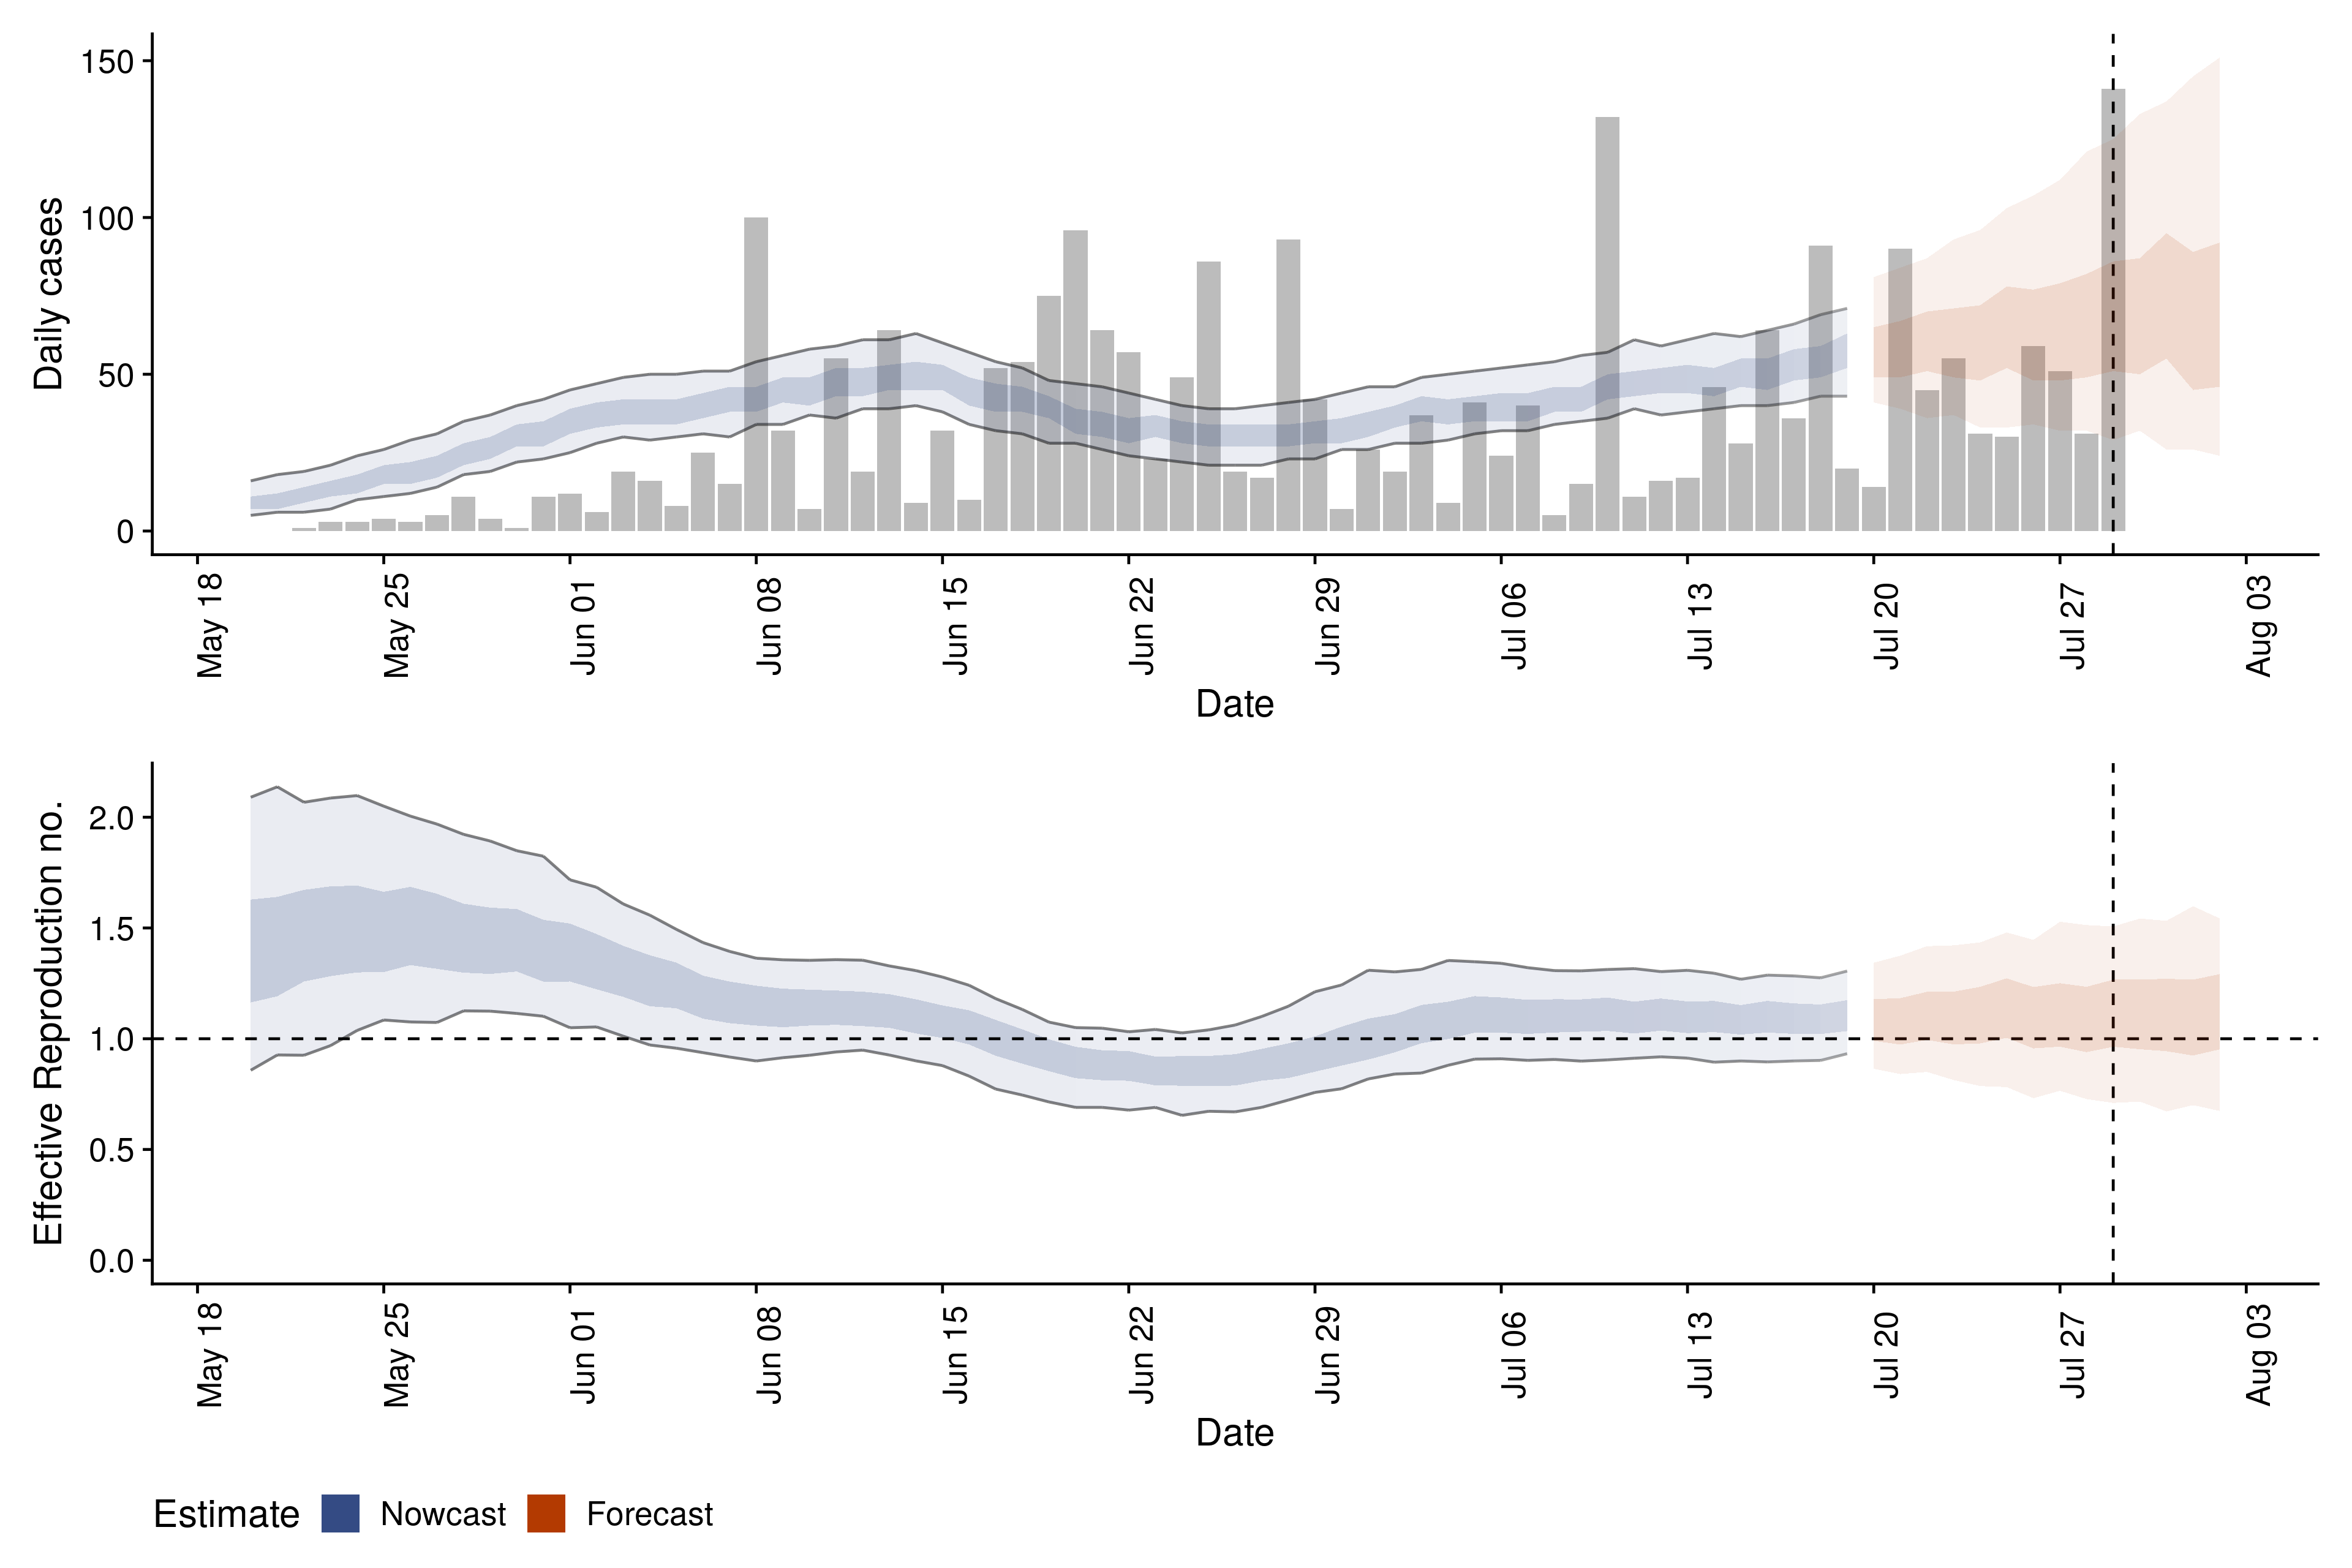 Daily cases
150
100
50
0
May 18
May 25
Jun 01
Jun 08
Jun 15
Jun 22
Jun 29
Jul 06
Jul 13
Jul 20
Jul 27
Aug 03
Date
Effective Reproduction no.
2.0
1.5
1.0
0.5
0.0
May 18
May 25
Jun 01
Jun 08
Jun 15
Jun 22
Jun 29
Jul 06
Jul 13
Jul 20
Jul 27
Aug 03
Date
Estimate Nowcast Forecast